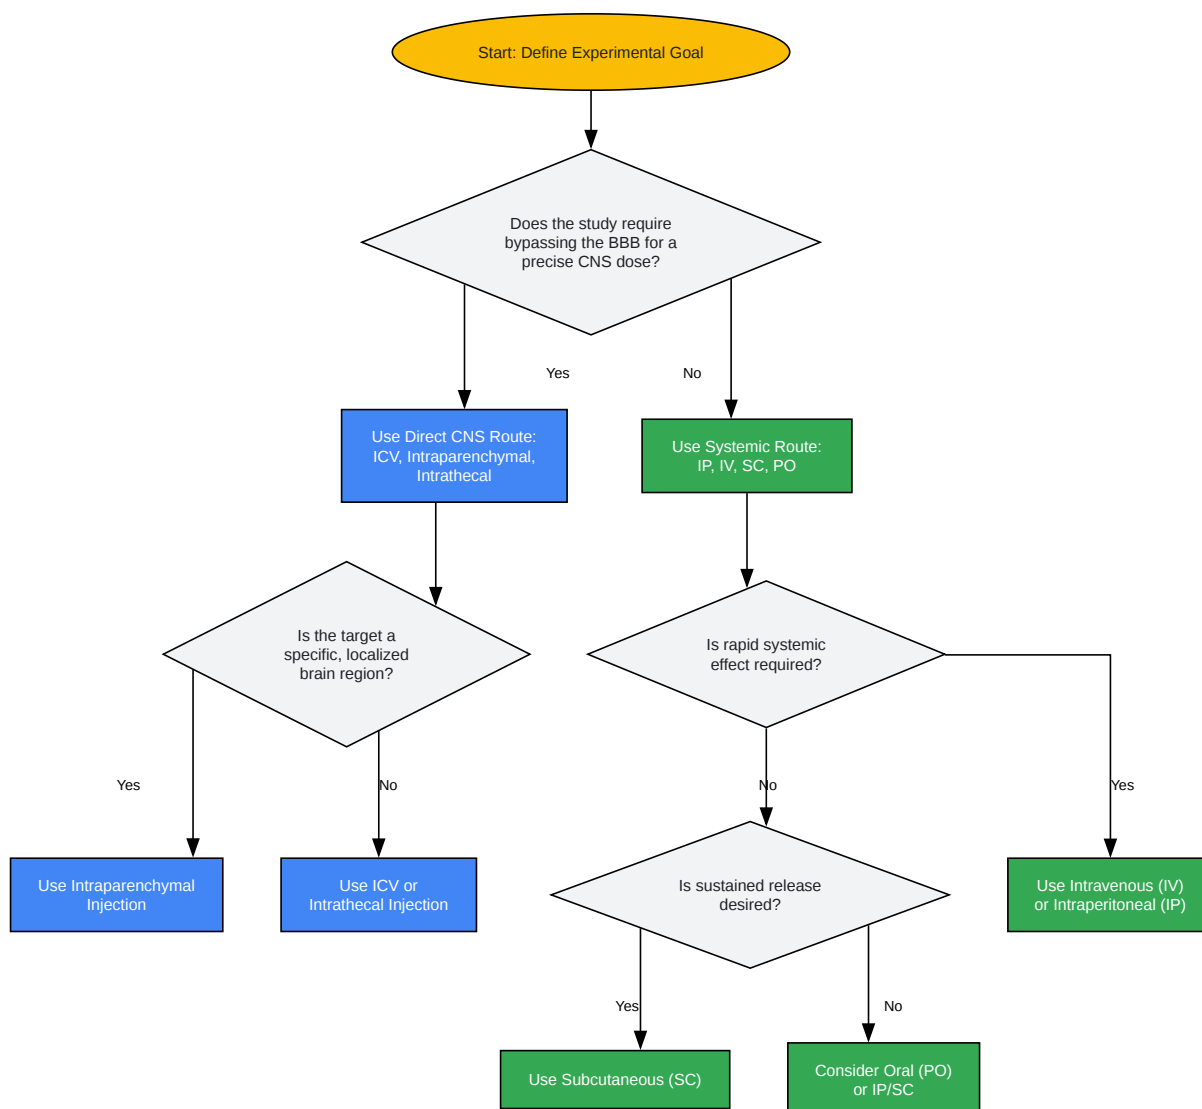 Start: Define Experimental Goal
Does the study require
bypassing the BBB for a
precise CNS dose?
Yes
No
Use Direct CNS Route:
ICV, Intraparenchymal,
Intrathecal
Use Systemic Route:
IP, IV, SC, PO
Is the target a
specific, localized
brain region?
Is rapid systemic
effect required?
Yes
No
No
Yes
Use Intraparenchymal
Injection
Use ICV or
Intrathecal Injection
Is sustained release
desired?
Use Intravenous (IV)
or Intraperitoneal (IP)
Yes
No
Use Subcutaneous (SC)
Consider Oral (PO)
or IP/SC